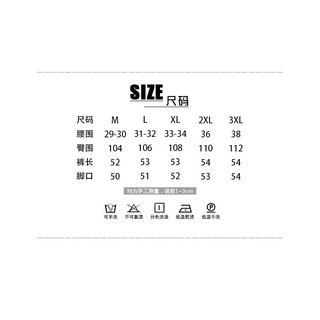 SIZE 尺码
尺码 M L XL 2XL 3XL
腰围 29-30 31-32 33-34 36 38
臀围 104 106 108 110 112
裤长 52 53 53 54 54
脚口 50 51 52 53 54
均为手工测量，误差1-3cm
可手洗 不可氯漂 分色洗涤 低温熨烫 低温干洗